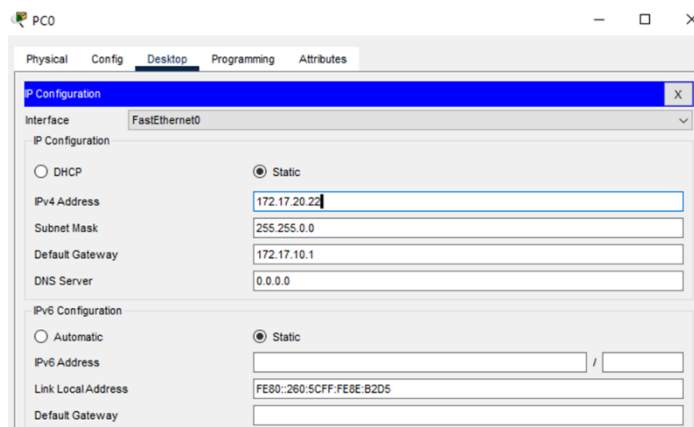 PC0
Physical Config Desktop Programming Attributes
IP Configuration X
Interface FastEthernet0
IP Configuration
DHCP Static
IPv4 Address 172.17.20.22
Subnet Mask 255.255.0.0
Default Gateway 172.17.10.1
DNS Server 0.0.0.0
IPv6 Configuration
Automatic Static
IPv6 Address /
Link Local Address FE80::260:5CFF:FE8E:B2D5
Default Gateway